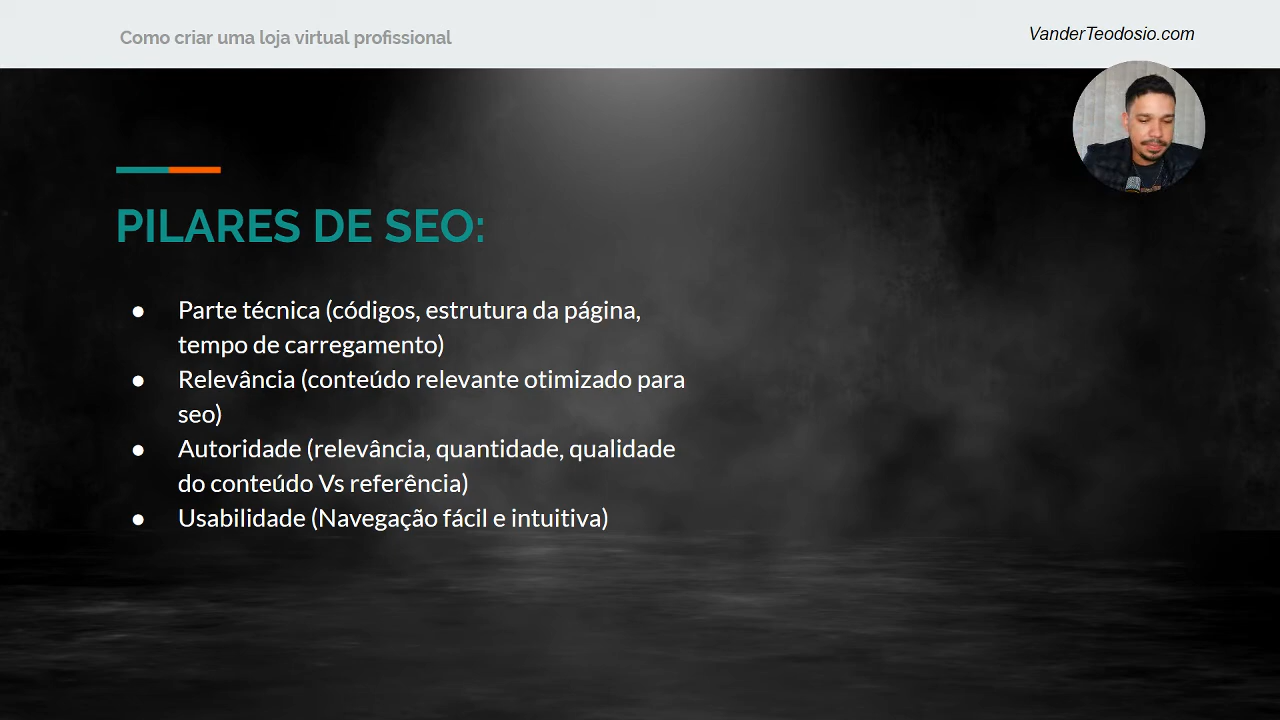 Como criar uma loja virtual profissional
VanderTeodosio.com
PILARES DE SEO:
● Parte técnica (códigos, estrutura da página,
tempo de carregamento)
● Relevância (conteúdo relevante otimizado para
seo)
● Autoridade (relevância, quantidade, qualidade
do conteúdo Vs referência)
● Usabilidade (Navegação fácil e intuitiva)